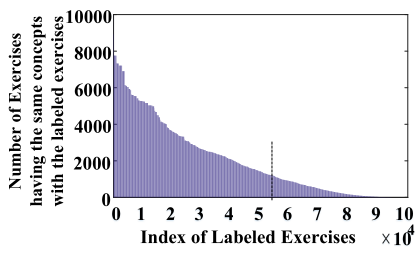 Number of Exercises
having the same concepts
with the labeled exercises
10000
8000
6000
4000
2000
0
0 1 2 3 4 5 6 7 8 9 10
Index of Labeled Exercises ×10^4